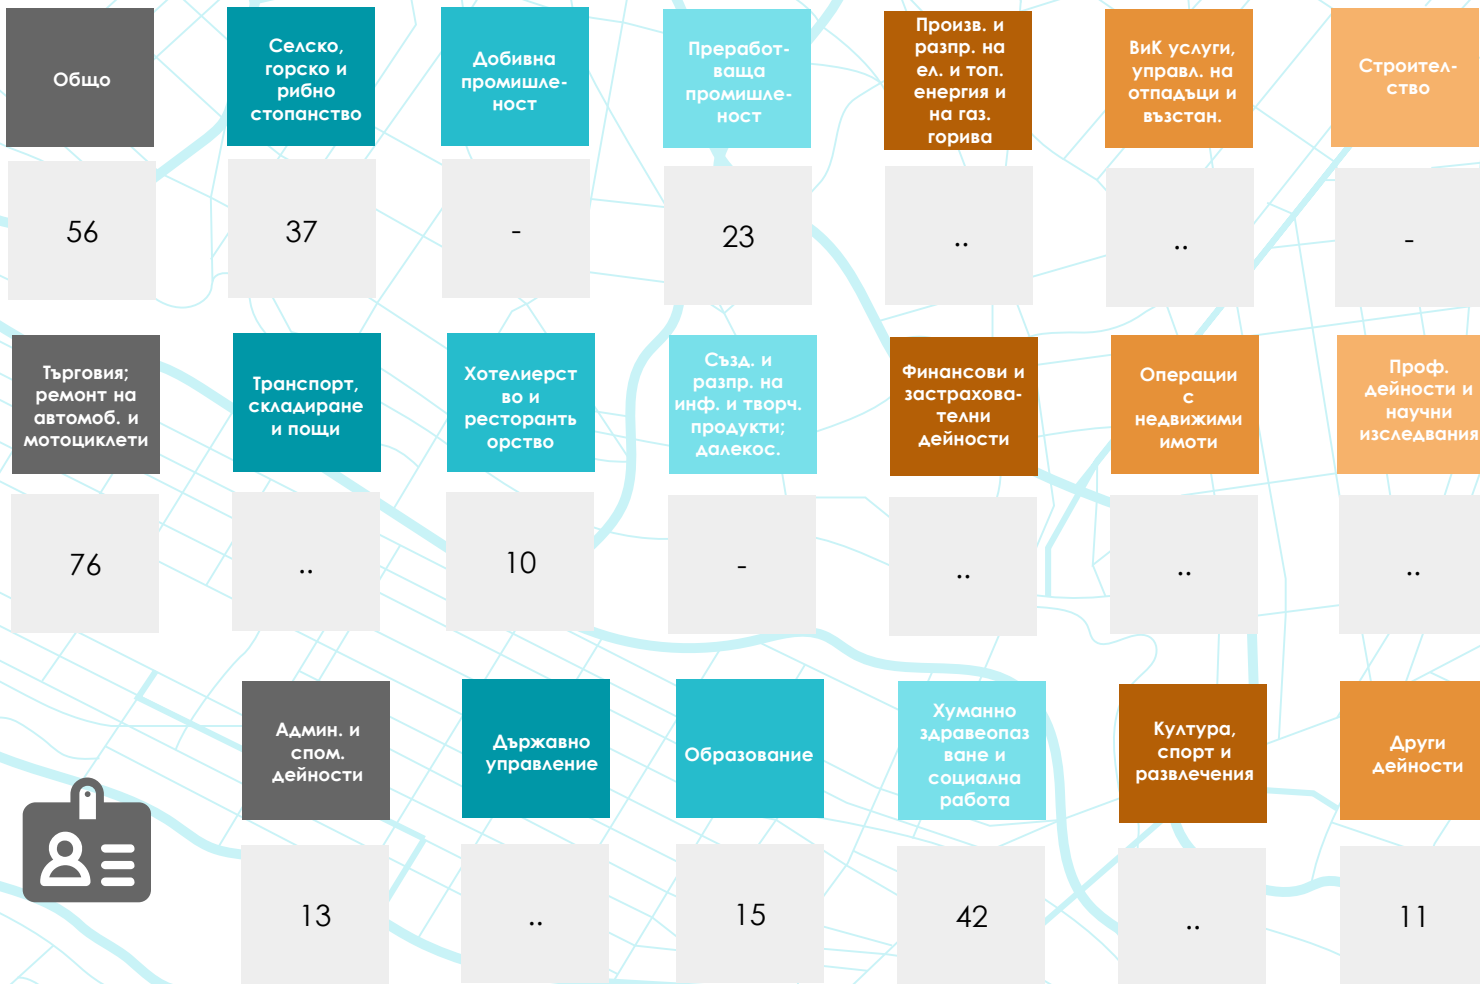 Общо
Селско,
горско и
рибно
стопанство
Добивна
промишле-
ност
Преработ-
ваща
промишле-
ност
Произв. и
разпр. на
ел. и топ.
енергия и
на газ.
горива
ВиК услуги,
управл. на
отпадъци и
възстан.
Строител-
ство
56
37
-
23
..
..
-
Търговия;
ремонт на
автомоб. и
мотоциклети
Транспорт,
складиране
и пощи
Хотелиерст
во и
ресторантъ
орство
Създ. и
разпр. на
инф. и творч.
продукти;
далекос.
Финансови и
застрахова-
телни
дейности
Операции
с
недвижими
имоти
Проф.
дейности и
научни
изследвания
76
..
10
-
..
..
..
Админ. и
спом.
дейности
Държавно
управление
Образование
Хуманно
здравеопаз
ване и
социална
работа
Култура,
спорт и
развлечения
Други
дейности
13
..
15
42
..
11